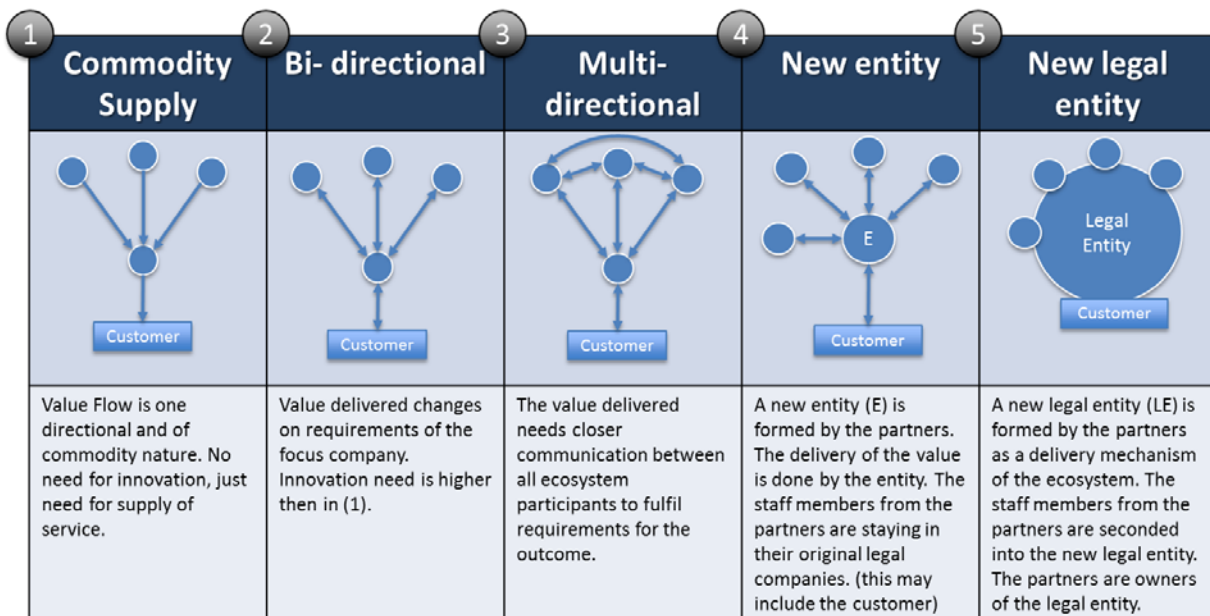 1
Commodity
Supply
2
Bi- directional
3
Multi-
directional
4
New entity
5
New legal
entity
Customer
Customer
Customer
E
Customer
Legal
Entity
Customer
Value Flow is one
directional and of
commodity nature. No
need for innovation, just
need for supply of
service.
Value delivered changes
on requirements of the
focus company.
Innovation need is higher
then in (1).
The value delivered
needs closer
communication between
all ecosystem
participants to fulfil
requirements for the
outcome.
A new entity (E) is
formed by the partners.
The delivery of the value
is done by the entity. The
staff members from the
partners are staying in
their original legal
companies. (this may
include the customer)
A new legal entity (LE) is
formed by the partners
as a delivery mechanism
of the ecosystem. The
staff members from the
partners are seconded
into the new legal entity.
The partners are owners
of the legal entity.